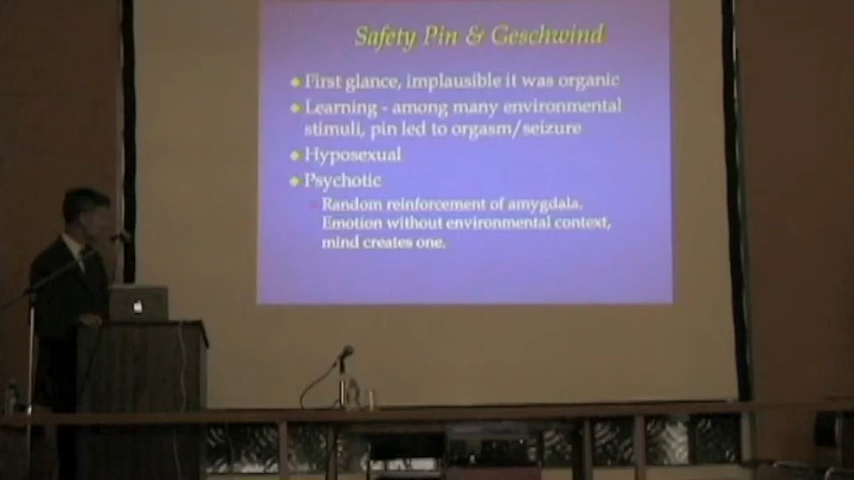 Safety Pin & Geschwind
First glance, implausible it was organic
Learning - among many environmental
stimuli, pin led to orgasm/seizure
Hyposexual
Psychotic
Random reinforcement of amygdala.
Emotion without environmental context,
mind creates one.